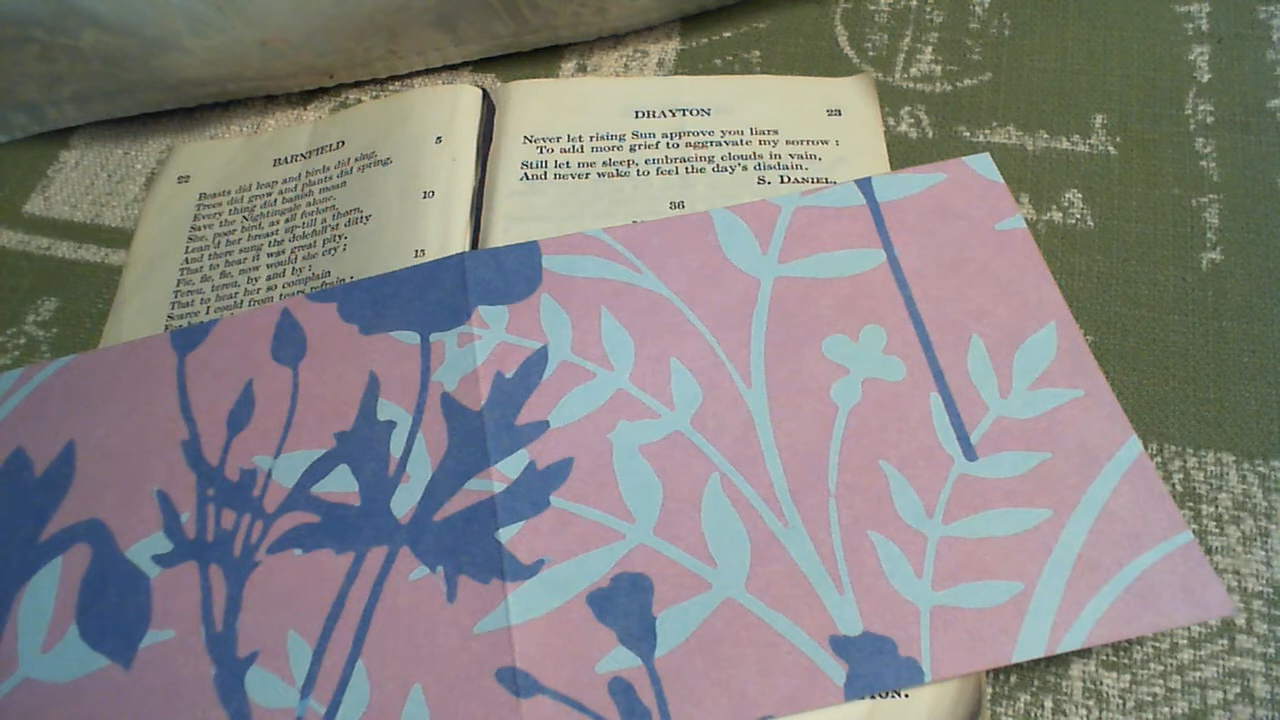 22
BARNFIELD
Beasts did leap and birds did sing,
Trees did grow and plants did spring, 5
Every thing did banish moan
Save the Nightingale alone.
She, poor bird, as all forlorn,
Lean'd her breast up-till a thorn, 10
And there sung the dolefull'st ditty
That to hear it was great pity.
Fie, fie, fie, now would she cry;
Tereu, tereu, by and by:
That to hear her so complain 15
Scarce I could from tears refrain;
DRAYTON 23
Never let rising Sun approve you liars
To add more grief to aggravate my sorrow:
Still let me sleep, embracing clouds in vain,
And never wake to feel the day's disdain.
S. DANIEL.
36